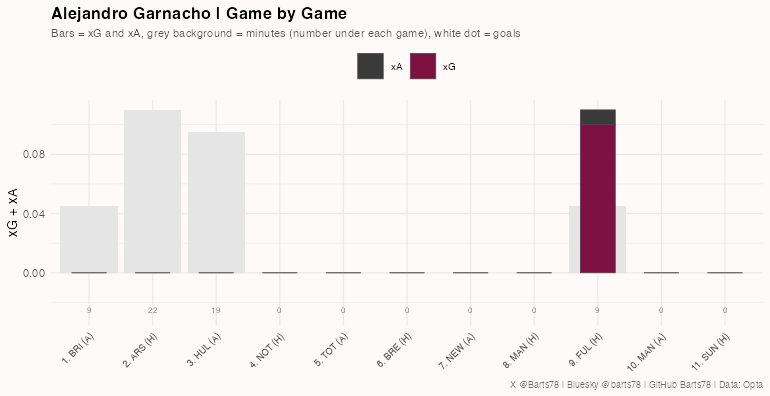 Alejandro Garnacho | Game by Game
Bars = xG and xA, grey background = minutes (number under each game), white dot = goals
xA xG
xG + xA
0.08
0.04
0.00
9 22 19 0 0 0 0 0 9 0 0
1. BRI (A) 2. ARS (H) 3. HUL (A) 4. NOT (H) 5. TOT (A) 6. BRE (H) 7. NEW (A) 8. MAN (H) 9. FUL (H) 10. MAN (A) 11. SUN (H)
X @Barts78 | Bluesky @barts78 | GitHub Barts78 | Data: Opta